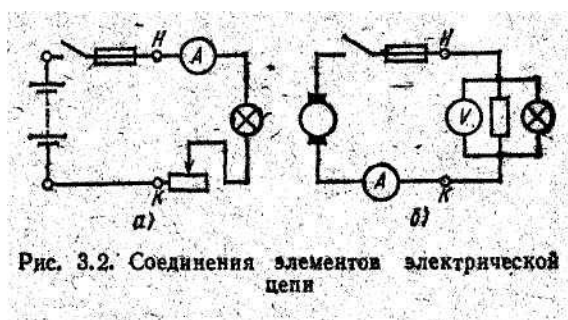 Н А
К
а)
Н
V
А К
б)
Рис. 3.2. Соединения элементов электрической
цепи